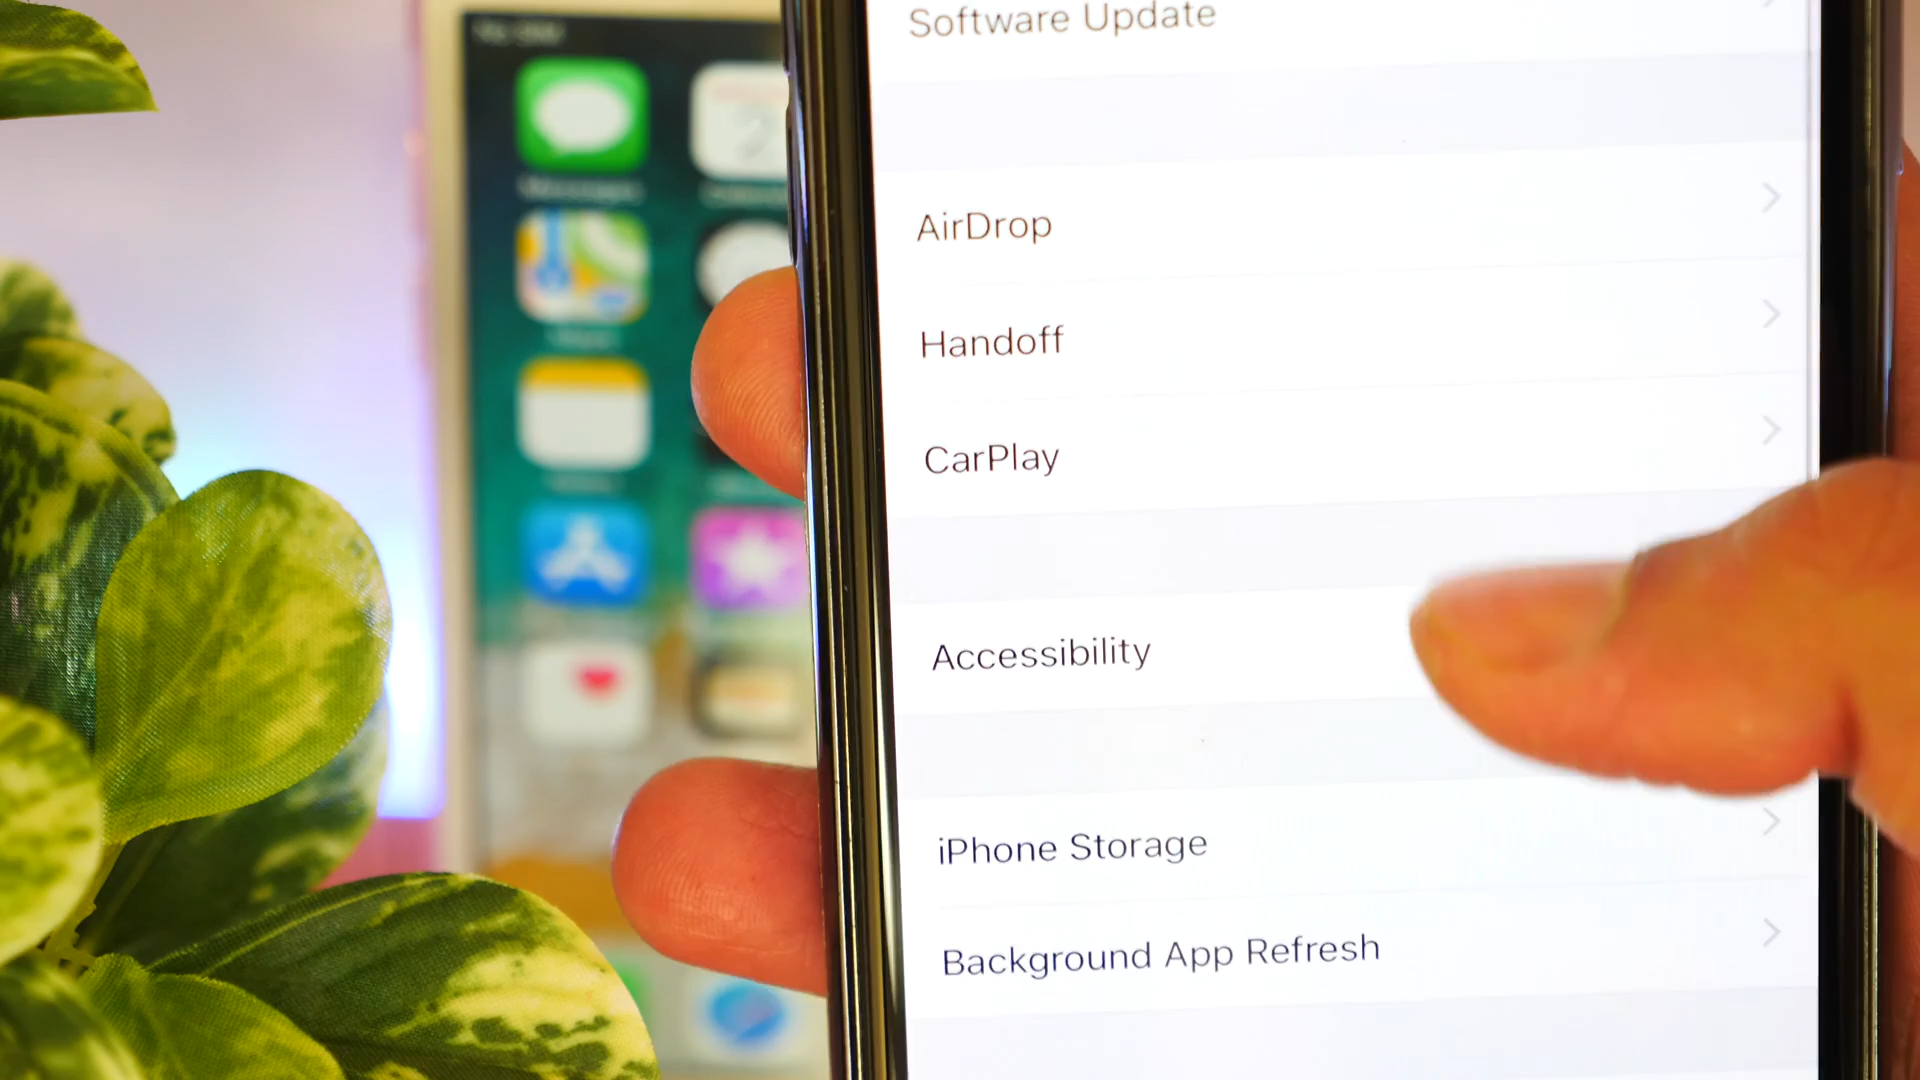 Software Update
AirDrop
Handoff
CarPlay
Accessibility
iPhone Storage
Background App Refresh